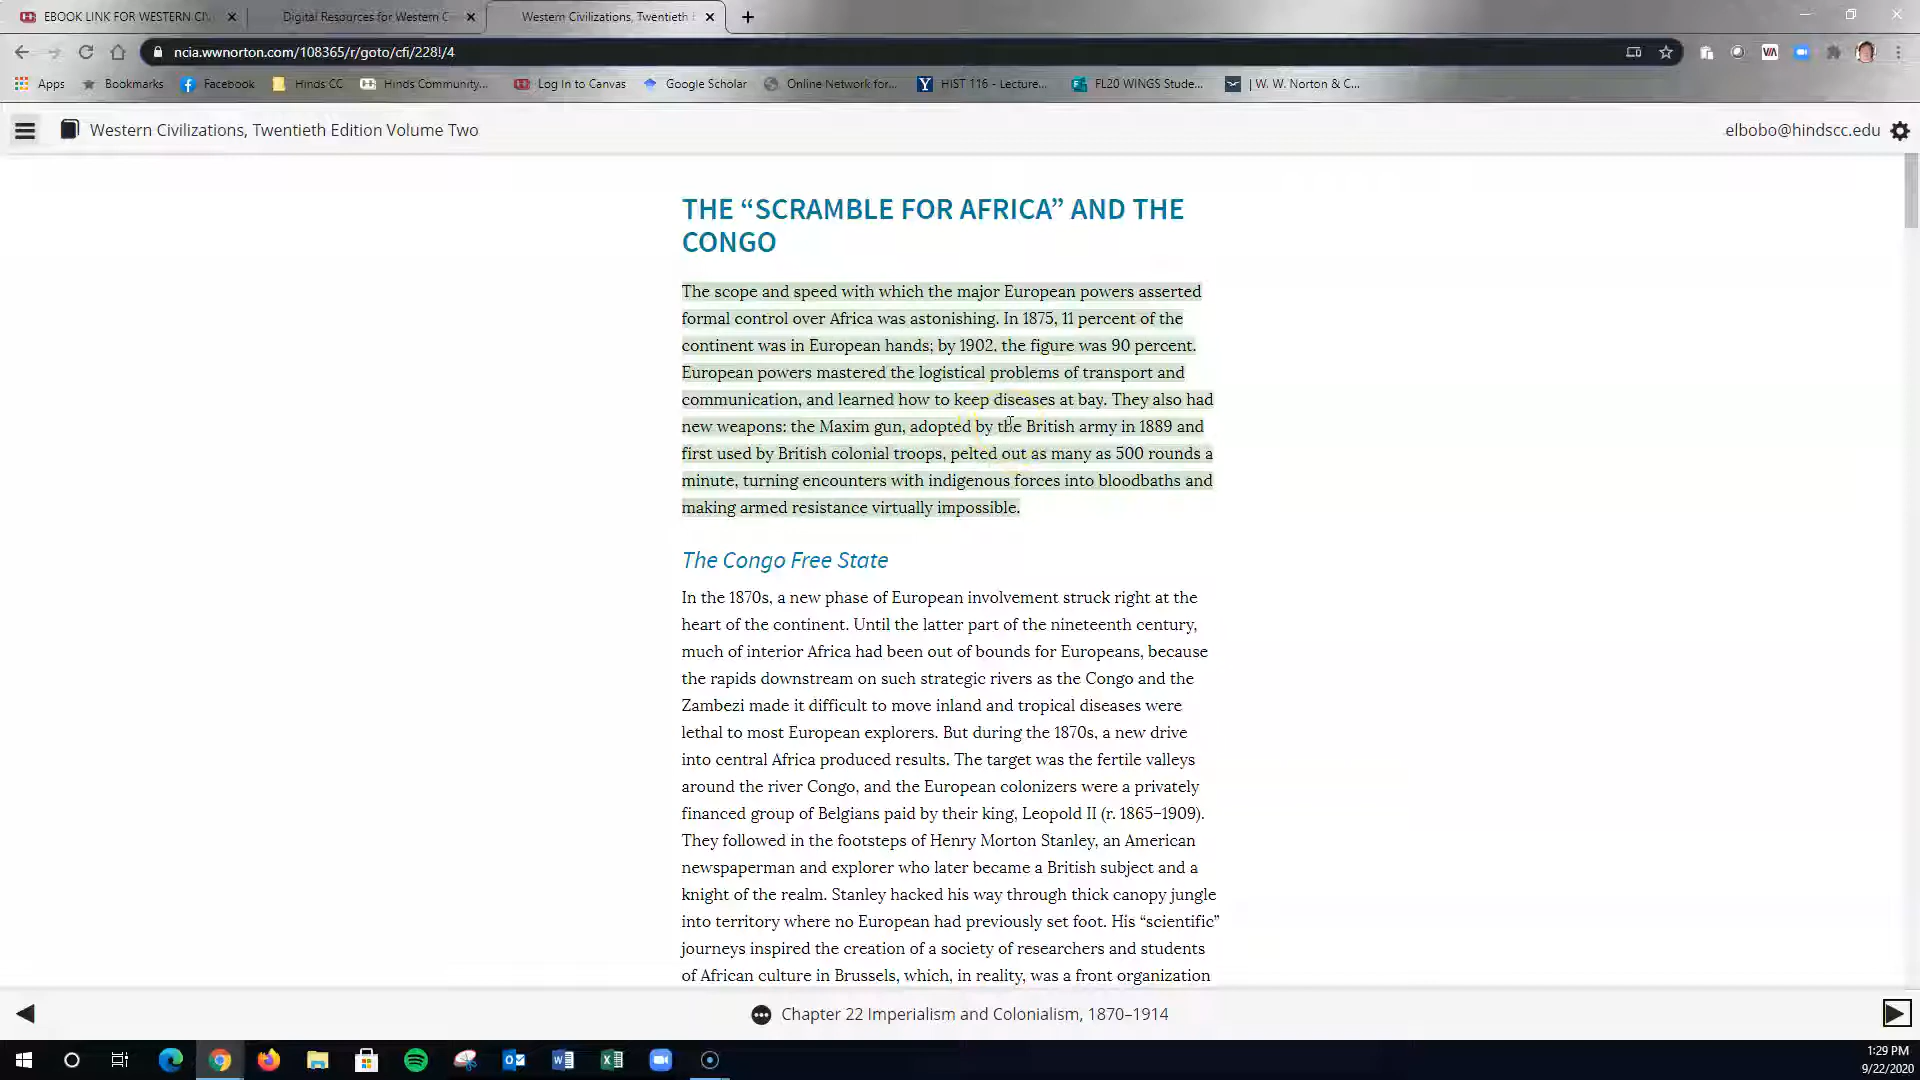 EBOOK LINK FOR WESTERN CIV
Digital Resources for Western C
Western Civilizations, Twentieth E
ncia.wwnorton.com/108365/r/goto/cfi/228!/4
Apps
Bookmarks
Facebook
Hinds CC
Hinds Community...
Log In to Canvas
Google Scholar
Online Network for...
HIST 116 - Lecture...
FL20 WINGS Stude...
| W. W. Norton & C...
Western Civilizations, Twentieth Edition Volume Two
elbobo@hindscc.edu
THE “SCRAMBLE FOR AFRICA” AND THE
CONGO
The scope and speed with which the major European powers asserted
formal control over Africa was astonishing. In 1875, 11 percent of the
continent was in European hands; by 1902, the figure was 90 percent.
European powers mastered the logistical problems of transport and
communication, and learned how to keep diseases at bay. They also had
new weapons: the Maxim gun, adopted by the British army in 1889 and
first used by British colonial troops, pelted out as many as 500 rounds a
minute, turning encounters with indigenous forces into bloodbaths and
making armed resistance virtually impossible.
The Congo Free State
In the 1870s, a new phase of European involvement struck right at the
heart of the continent. Until the latter part of the nineteenth century,
much of interior Africa had been out of bounds for Europeans, because
the rapids downstream on such strategic rivers as the Congo and the
Zambezi made it difficult to move inland and tropical diseases were
lethal to most European explorers. But during the 1870s, a new drive
into central Africa produced results. The target was the fertile valleys
around the river Congo, and the European colonizers were a privately
financed group of Belgians paid by their king, Leopold II (r. 1865–1909).
They followed in the footsteps of Henry Morton Stanley, an American
newspaperman and explorer who later became a British subject and a
knight of the realm. Stanley hacked his way through thick canopy jungle
into territory where no European had previously set foot. His “scientific”
journeys inspired the creation of a society of researchers and students
of African culture in Brussels, which, in reality, was a front organization
Chapter 22 Imperialism and Colonialism, 1870–1914
1:29 PM
9/22/2020